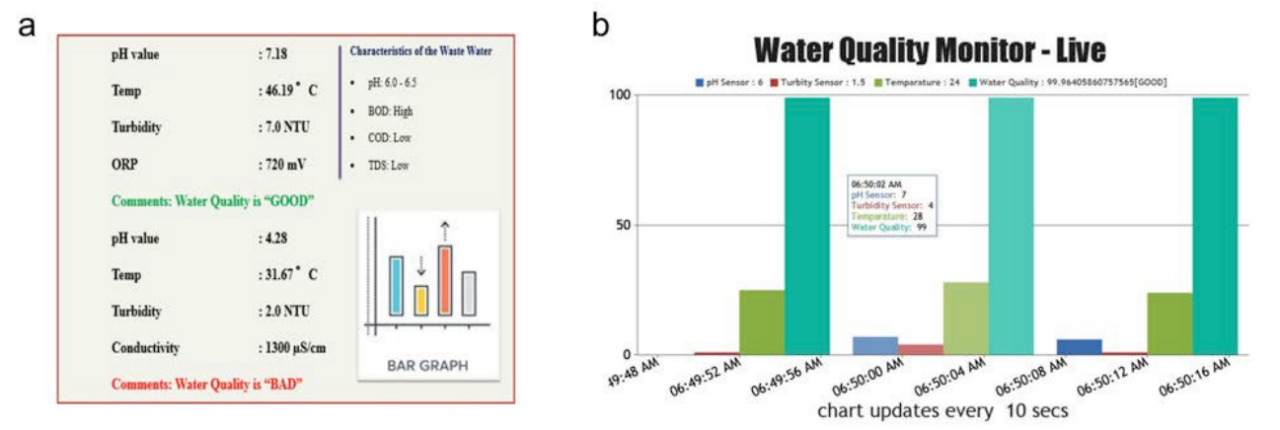 a
pH value : 7.18
Temp : 46.19° C
Turbidity : 7.0 NTU
ORP : 720 mV
Comments: Water Quality is “GOOD”
pH value : 4.28
Temp : 31.67° C
Turbidity : 2.0 NTU
Conductivity : 1300 µS/cm
Comments: Water Quality is “BAD”
Characteristics of the Waste Water
• pH: 6.0 - 6.5
• BOD: High
• COD: Low
• TDS: Low
BAR GRAPH
b
Water Quality Monitor - Live
pH Sensor : 6 Turbity Sensor : 1.5 Temparature : 24 Water Quality : 99.96405860757565[GOOD]
100
50
0
06:50:02 AM
pH Sensor: 7
Turbidity Sensor: 4
Temparature: 28
Water Quality: 99
49:48 AM 06:49:52 AM 06:49:56 AM 06:50:00 AM 06:50:04 AM 06:50:08 AM 06:50:12 AM 06:50:16 AM
chart updates every 10 secs